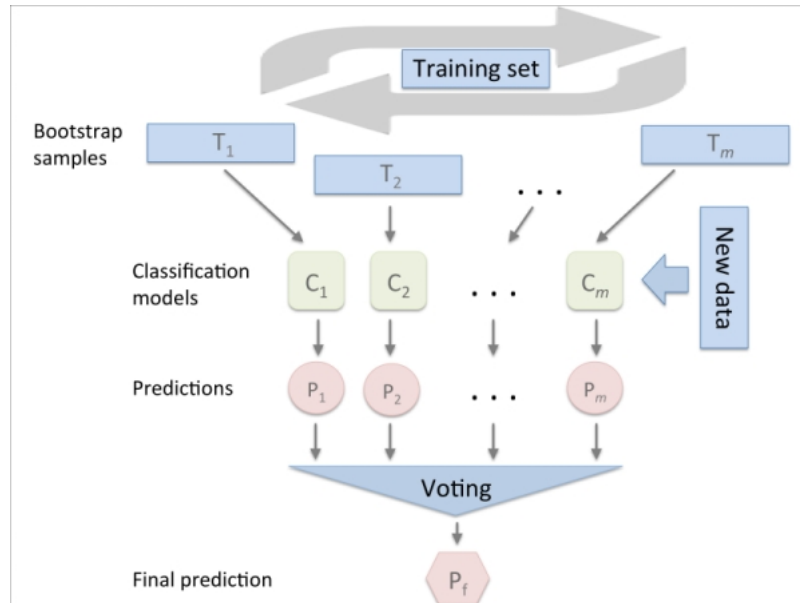 Training set
Bootstrap
samples
T1
T2
. . .
Tm
Classification
models
C1
C2
. . .
Cm
New data
Predictions
P1
P2
. . .
Pm
Voting
Final prediction
Pf